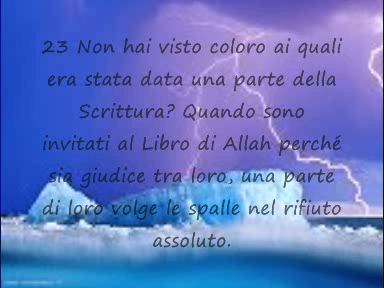 23 Non hai visto coloro ai quali
era stata data una parte della
Scrittura? Quando sono
invitati al Libro di Allah perché
sia giudice tra loro, una parte
di loro volge le spalle nel rifiuto
assoluto.